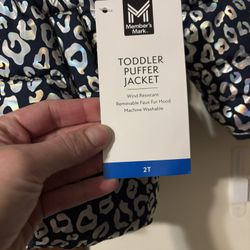 Member's
Mark.
TODDLER
PUFFER
JACKET
Wind Resistant
Removable Faux Fur Hood
Machine Washable
2T